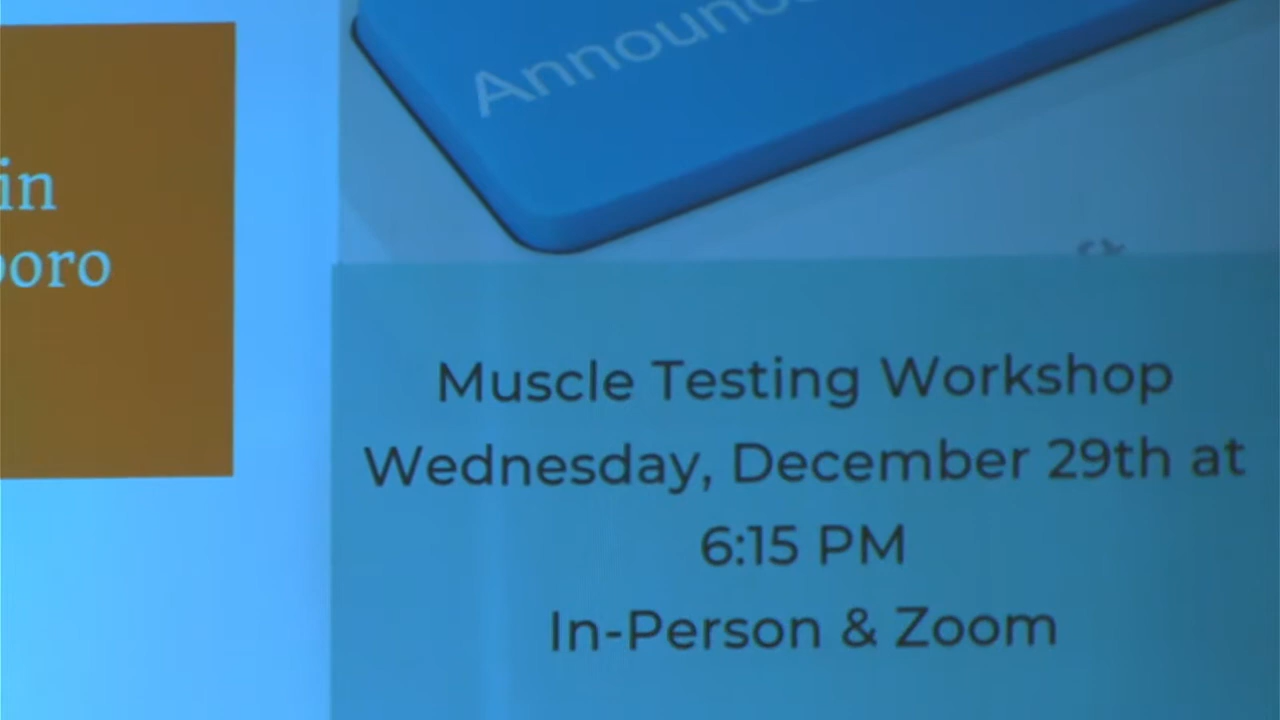 in
boro
Announc
Muscle Testing Workshop
Wednesday, December 29th at
6:15 PM
In-Person & Zoom